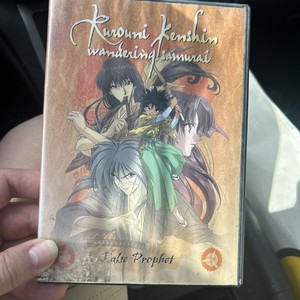 Rurouni Kenshin
wandering samurai
False Prophet